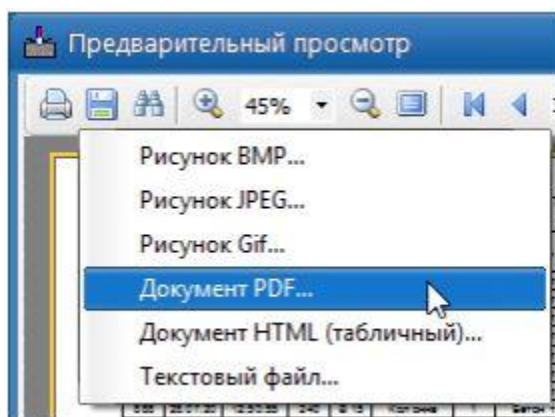 Предварительный просмотр
45%
Рисунок BMP...
Рисунок JPEG...
Рисунок Gif...
Документ PDF...
Документ HTML (табличный)...
Текстовый файл...